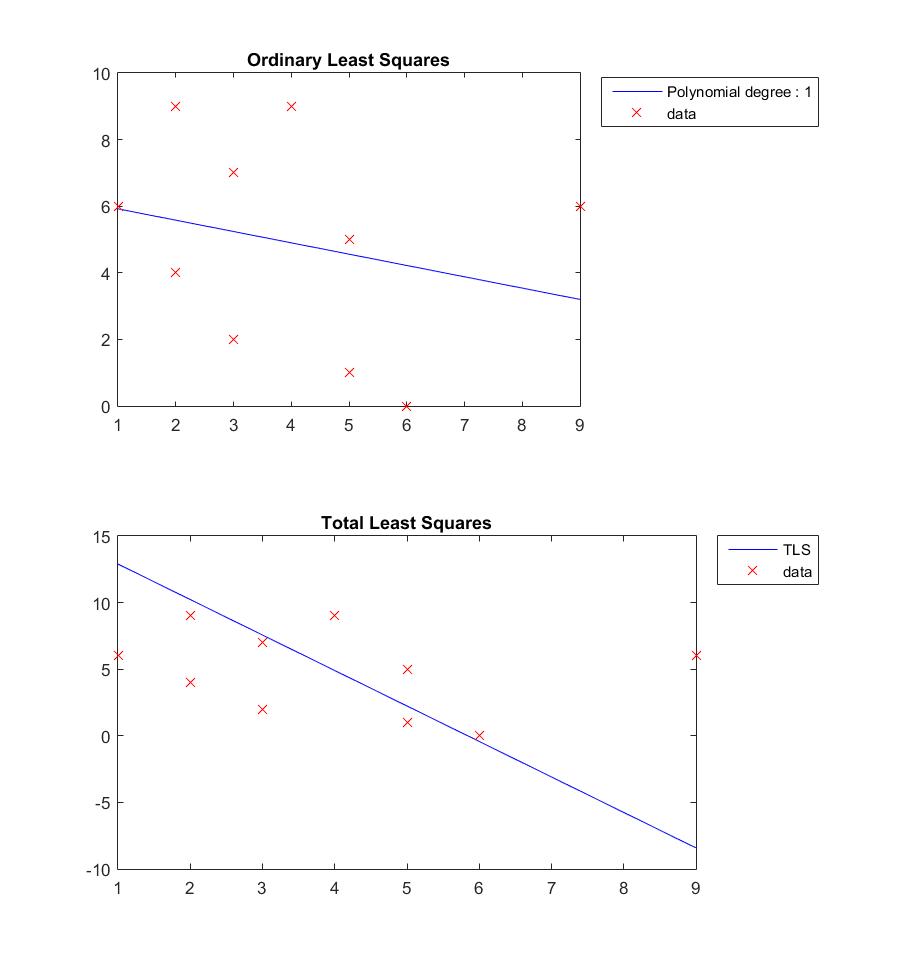 Ordinary Least Squares
10
8
6
4
2
0
1 2 3 4 5 6 7 8 9
Polynomial degree : 1
data
Total Least Squares
15
10
5
0
-5
-10
1 2 3 4 5 6 7 8 9
TLS
data